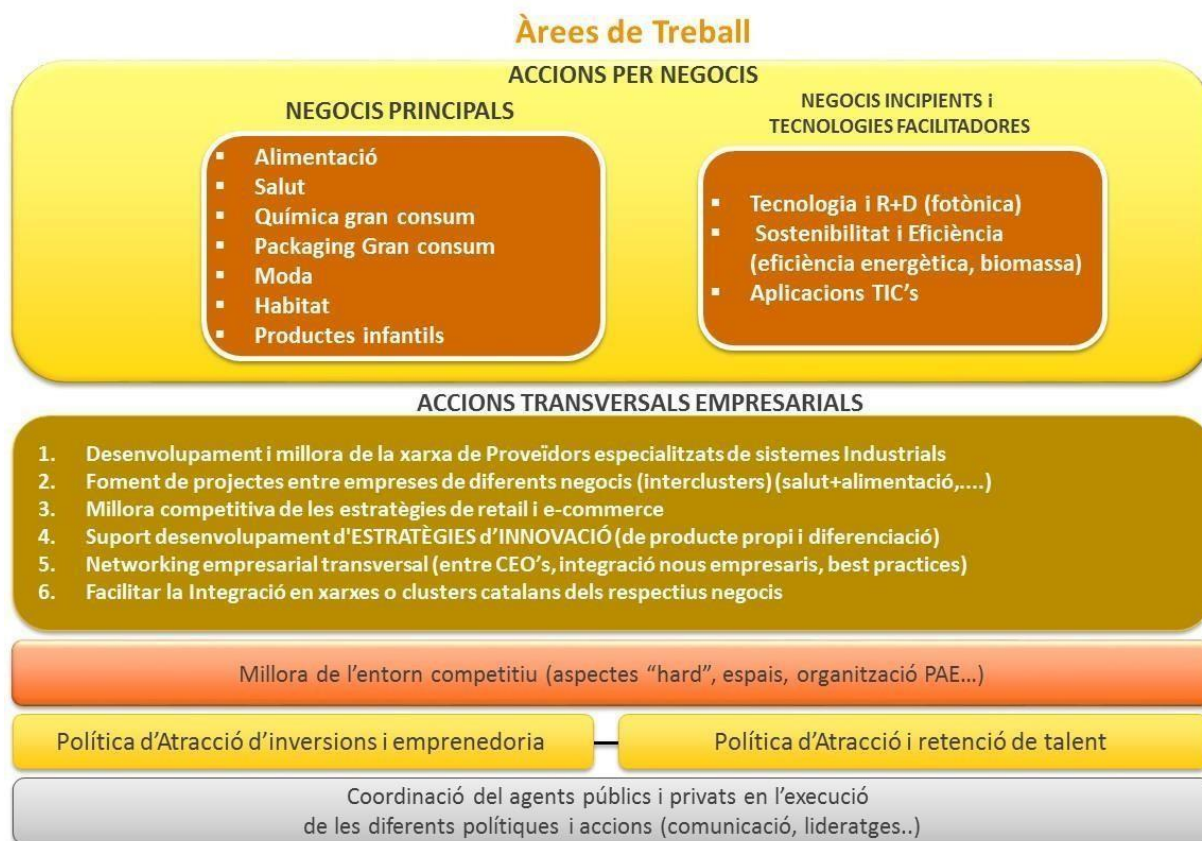 Àrees de Treball
ACCIONS PER NEGOCIS
NEGOCIS PRINCIPALS
▪ Alimentació
▪ Salut
▪ Química gran consum
▪ Packaging Gran consum
▪ Moda
▪ Habitat
▪ Productes infantils
NEGOCIS INCIPIENTS i
TECNOLOGIES FACILITADORES
▪ Tecnologia i R+D (fotònica)
▪ Sostenibilitat i Eficiència
(eficiència energètica, biomassa)
▪ Aplicacions TIC’s
ACCIONS TRANSVERSALS EMPRESARIALS
1. Desenvolupament i millora de la xarxa de Proveïdors especialitzats de sistemes Industrials
2. Foment de projectes entre empreses de diferents negocis (interclusters) (salut+alimentació,....)
3. Millora competitiva de les estratègies de retail i e-commerce
4. Suport desenvolupament d'ESTRATÈGIES d’INNOVACIÓ (de producte propi i diferenciació)
5. Networking empresarial transversal (entre CEO’s, integració nous empresaris, best practices)
6. Facilitar la Integració en xarxes o clusters catalans dels respectius negocis
Millora de l’entorn competitiu (aspectes “hard”, espais, organització PAE…)
Política d’Atracció d’inversions i emprenedoria
Política d’Atracció i retenció de talent
Coordinació del agents públics i privats en l’execució
de les diferents polítiques i accions (comunicació, lideratges..)